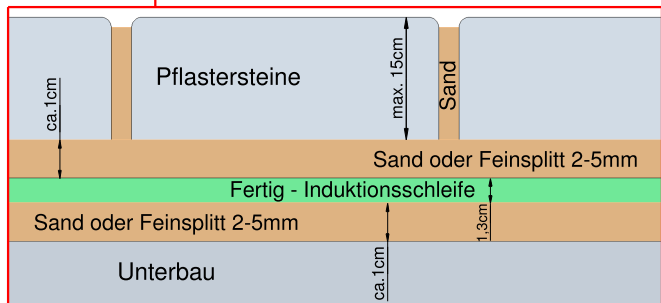 Pflastersteine
max. 15cm
Sand
ca.1cm
Sand oder Feinsplitt 2-5mm
Fertig - Induktionsschleife
Sand oder Feinsplitt 2-5mm
1,3cm
Unterbau
ca.1cm